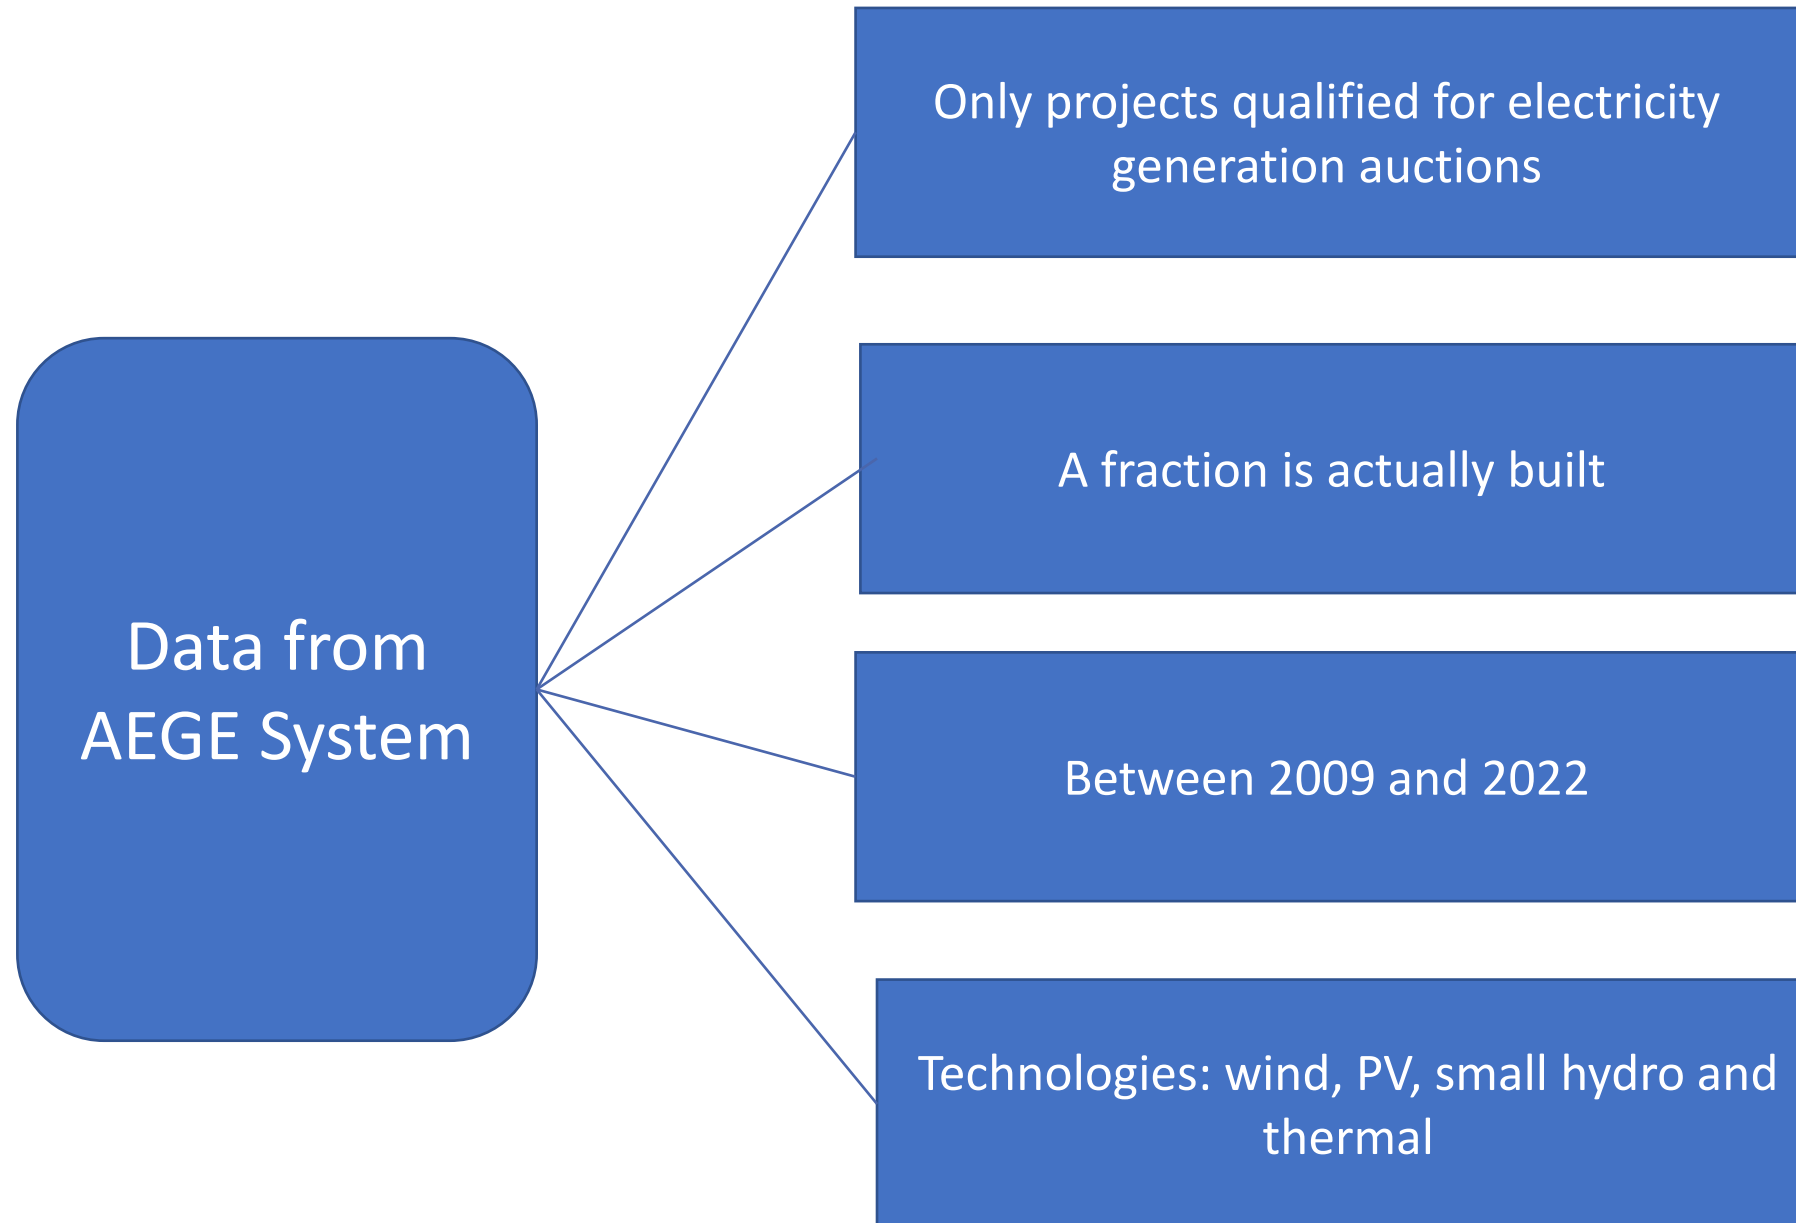 Only projects qualified for electricity
generation auctions
A fraction is actually built
Data from
AEGE System
Between 2009 and 2022
Technologies: wind, PV, small hydro and
thermal